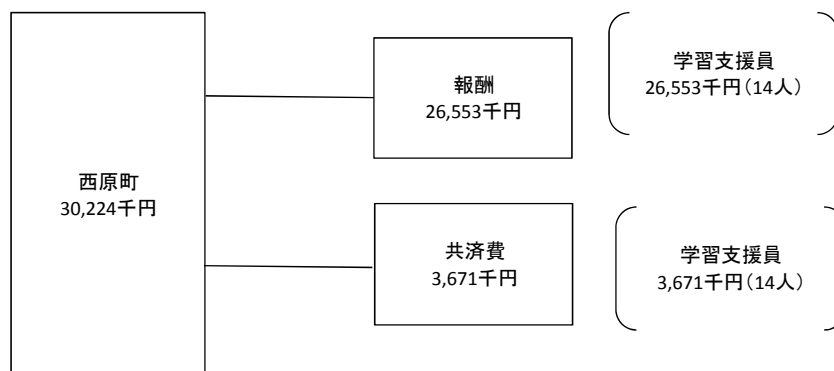 西原町
30,224千円
報酬
26,553千円
学習支援員
26,553千円（14人）
共済費
3,671千円
学習支援員
3,671千円（14人）